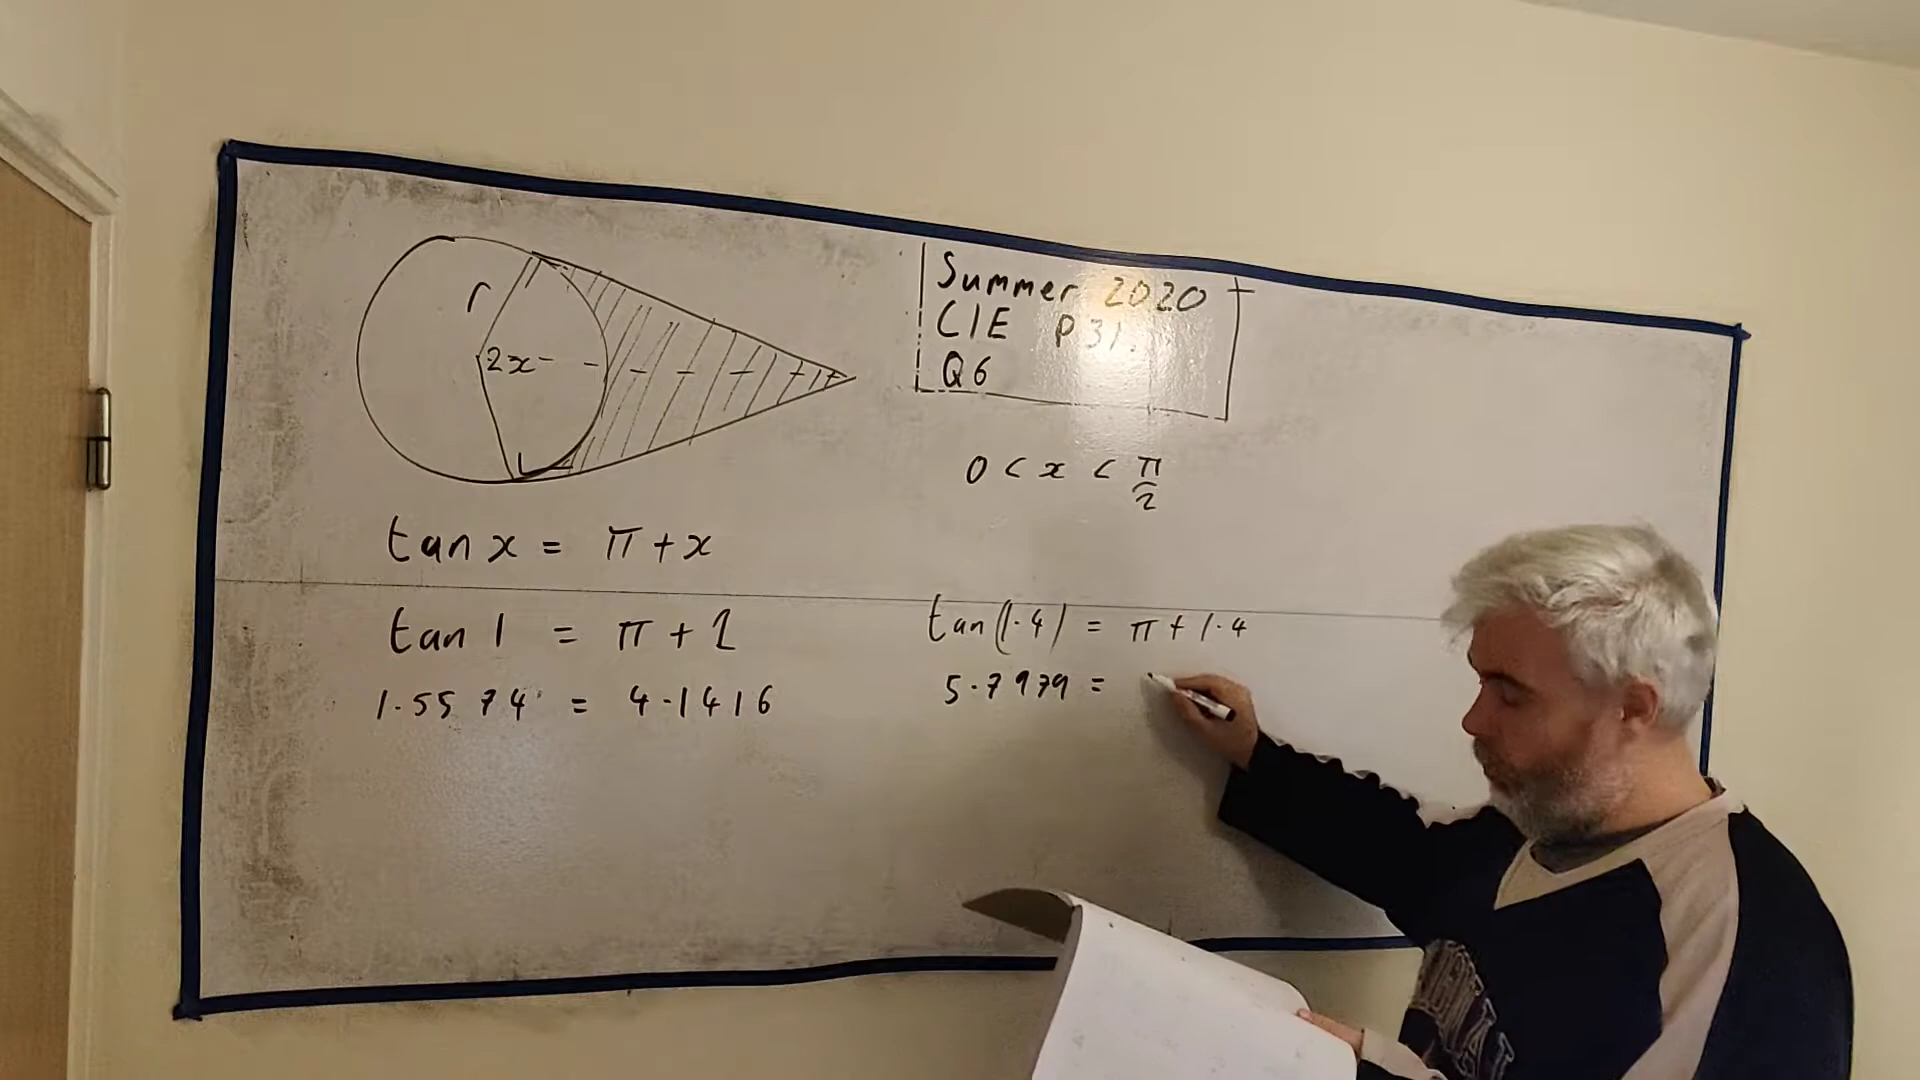 r
2x
Summer 2020
CIE P31.
Q6
0 < x < π/2
tan x = π + x
tan 1 = π + 1
1.5574 = 4.1416
tan(1.4) = π + 1.4
5.7979 =